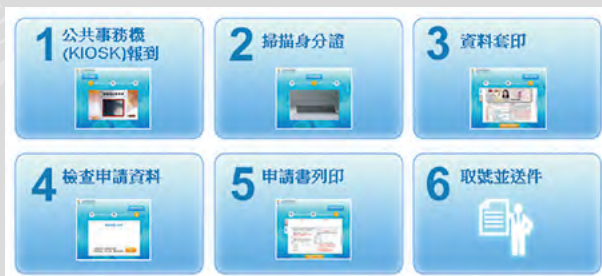 1 公共事務機
(KIOSK)報到
2 掃描身分證
3 資料套印
4 檢查申請資料
5 申請書列印
6 取號並送件